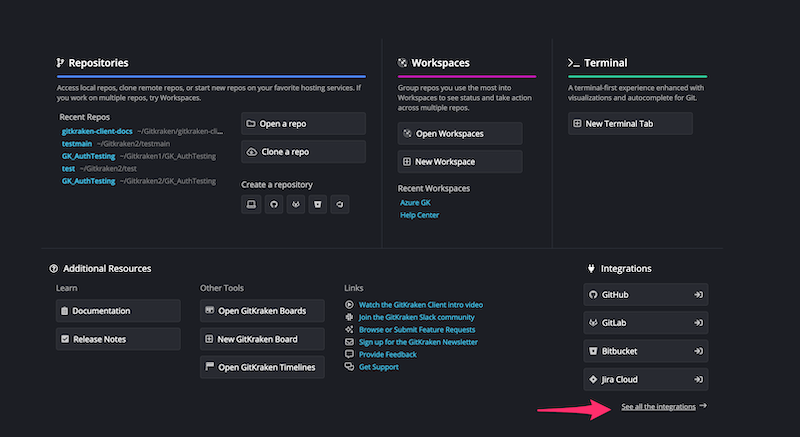 Repositories
Access local repos, clone remote repos, or start new repos on your favorite hosting services. If
you work on multiple repos, try Workspaces.
Recent Repos
gitkraken-client-docs ~/Gitkraken/gitkraken-cl...
testmain ~/Gitkraken2/testmain
GK_AuthTesting ~/Gitkraken1/GK_AuthTesting
test ~/Gitkraken2/test
GK_AuthTesting ~/Gitkraken2/GK_AuthTesting
Open a repo
Clone a repo
Create a repository
Workspaces
Group repos you use the most into
Workspaces to see status and take action
across multiple repos.
Open Workspaces
New Workspace
Recent Workspaces
Azure GK
Help Center
Terminal
A terminal-first experience enhanced with
visualizations and autocomplete for Git.
New Terminal Tab
Additional Resources
Learn
Documentation
Release Notes
Other Tools
Open GitKraken Boards
New GitKraken Board
Open GitKraken Timelines
Links
Watch the GitKraken Client intro video
Join the GitKraken Slack community
Browse or Submit Feature Requests
Sign up for the GitKraken Newsletter
Provide Feedback
Get Support
Integrations
GitHub
GitLab
Bitbucket
Jira Cloud
See all the integrations